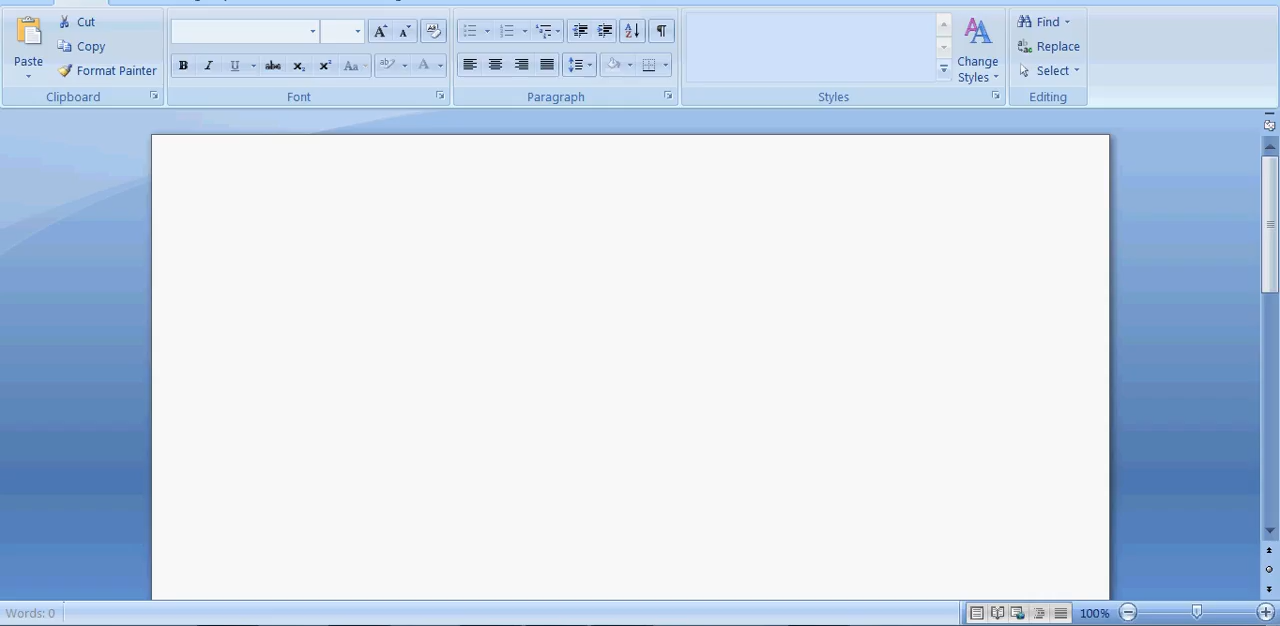 Cut
Copy
Format Painter
Paste
Clipboard
Font
Paragraph
Change
Styles
Styles
Find
Replace
Select
Editing
Words: 0
100%